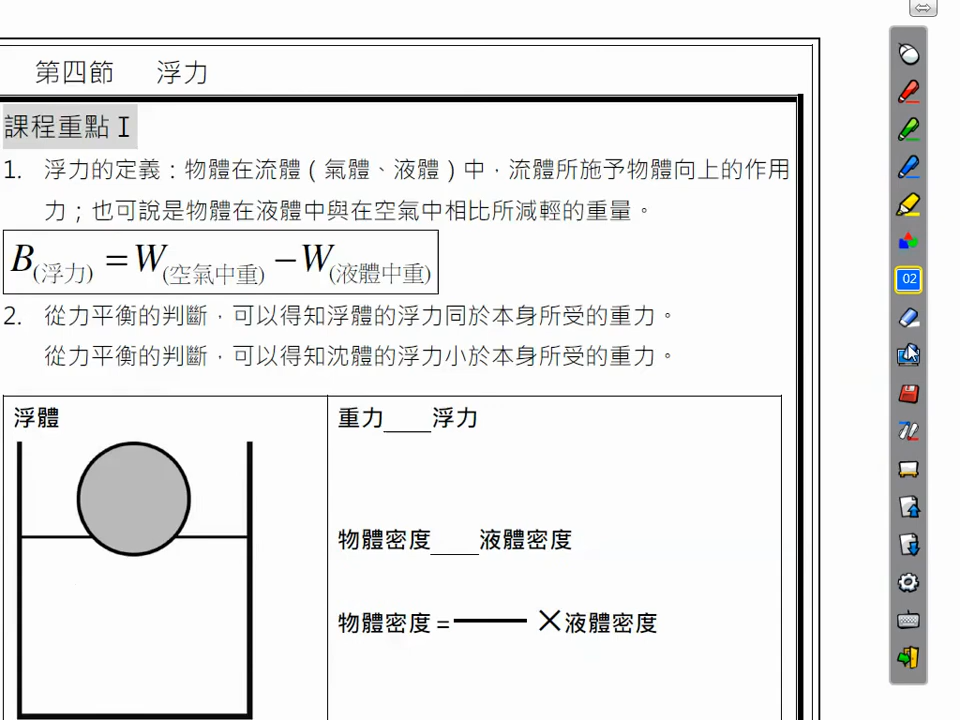 第四節 浮力
課程重點Ⅰ
1. 浮力的定義：物體在流體（氣體、液體）中，流體所施予物體向上的作用
力；也可說是物體在液體中與在空氣中相比所減輕的重量。
B(浮力) = W(空氣中重) − W(液體中重)
2. 從力平衡的判斷，可以得知浮體的浮力同於本身所受的重力。
從力平衡的判斷，可以得知沈體的浮力小於本身所受的重力。
浮體
重力____浮力
物體密度____液體密度
物體密度=—— ×液體密度
02